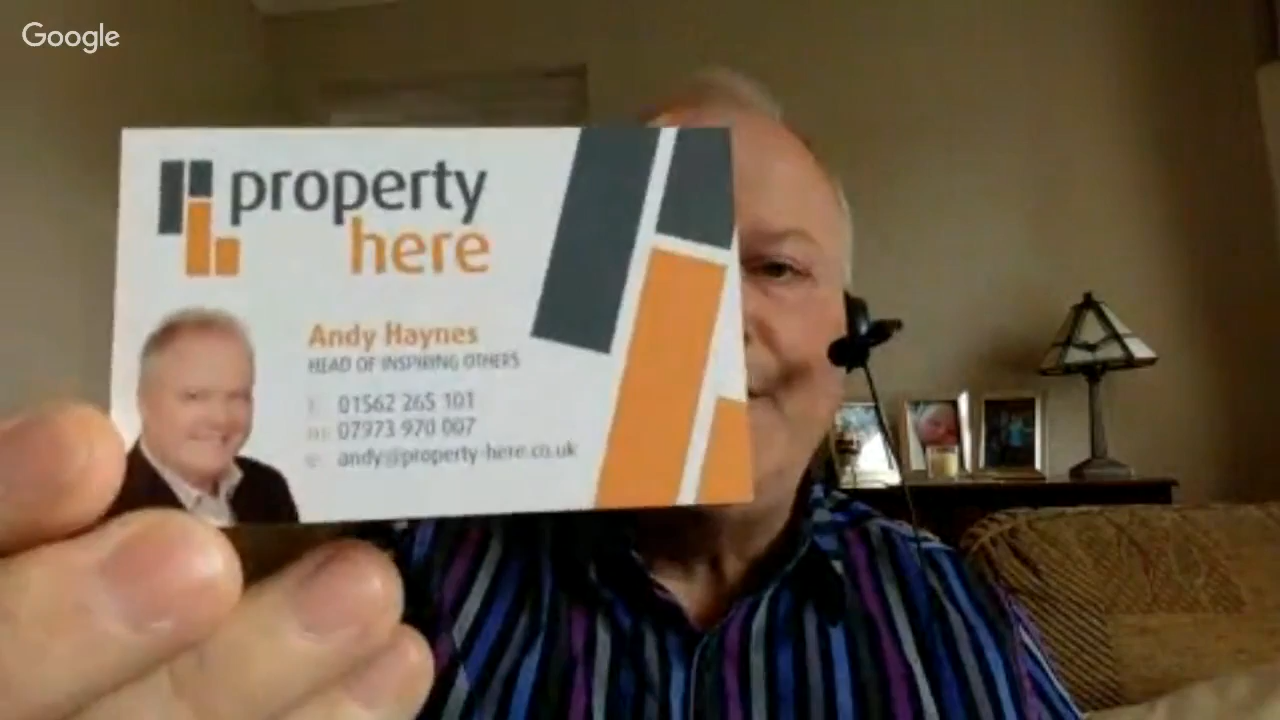 Google
property
here
Andy Haynes
HEAD OF INSPIRING OTHERS
01562 265 101
m: 07973 970 007
e: andy@property-here.co.uk